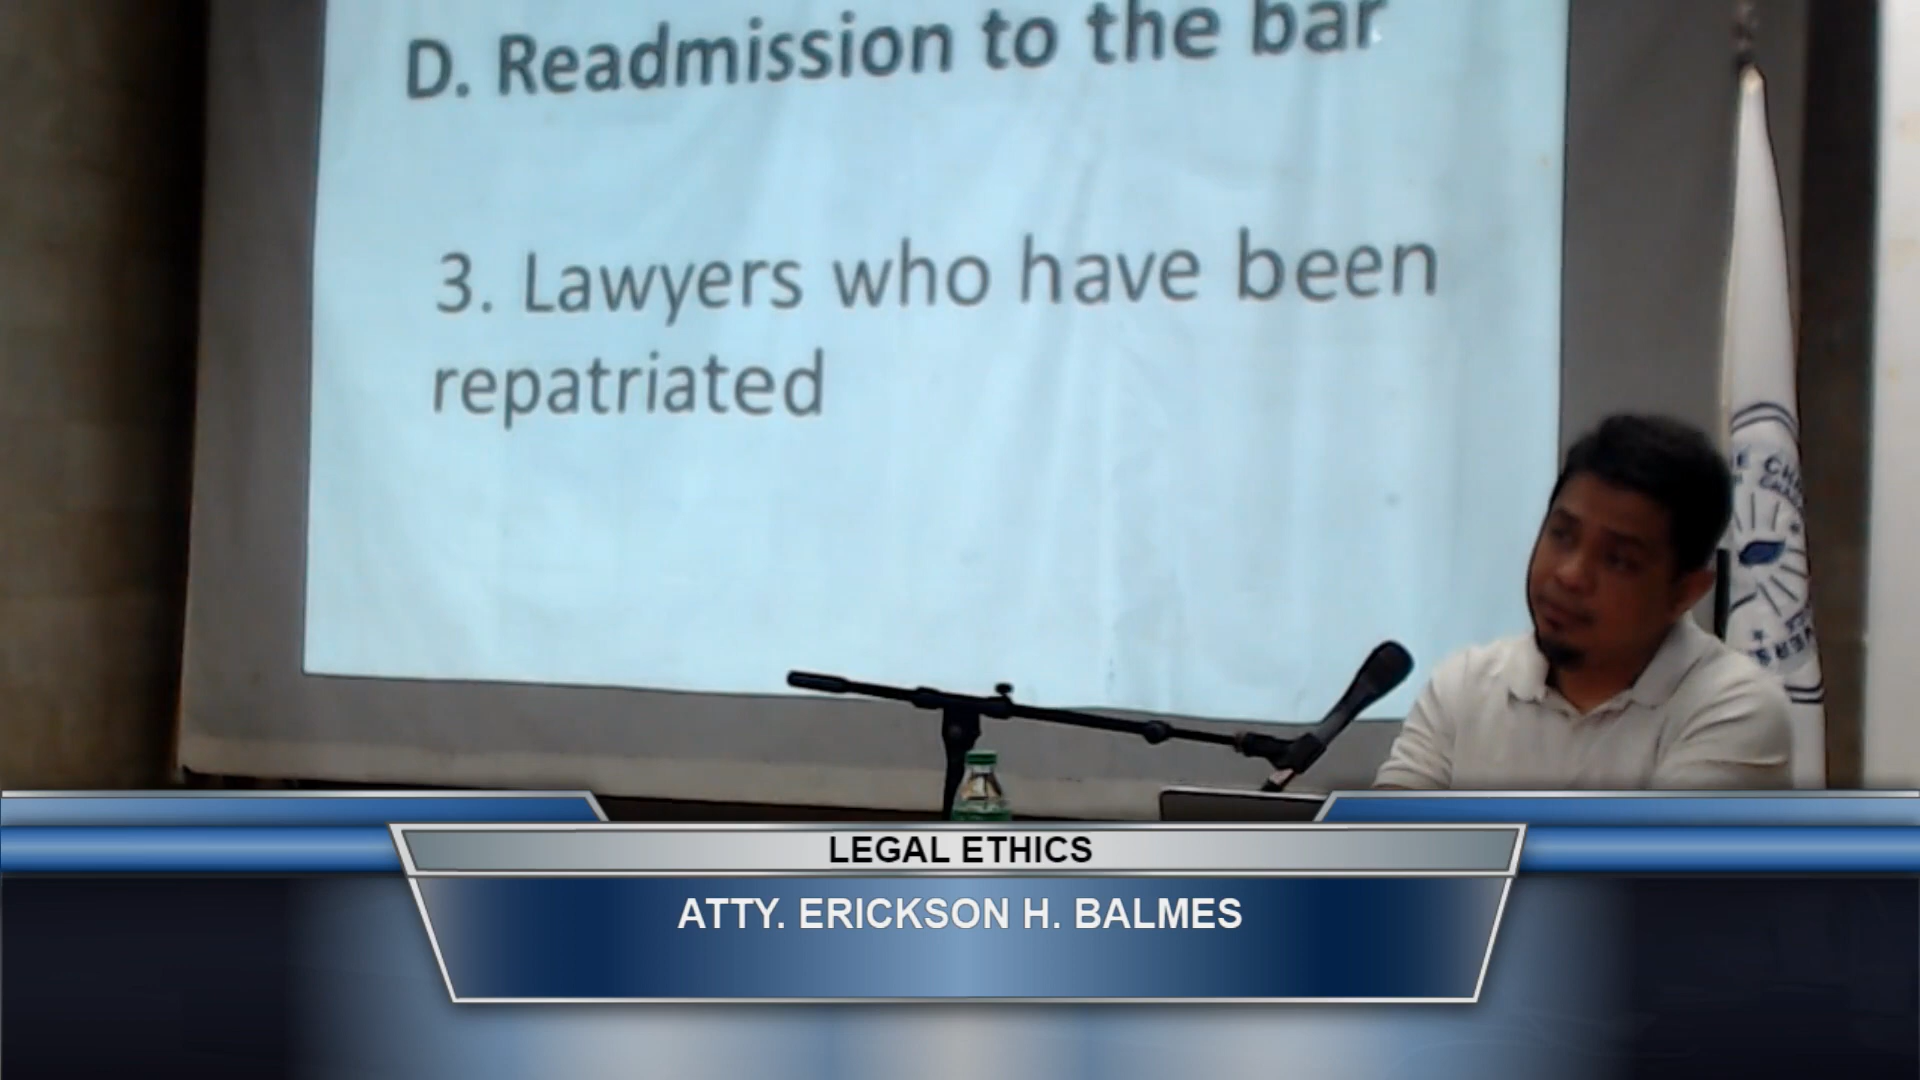 D. Readmission to the bar
3. Lawyers who have been
repatriated
LEGAL ETHICS
ATTY. ERICKSON H. BALMES